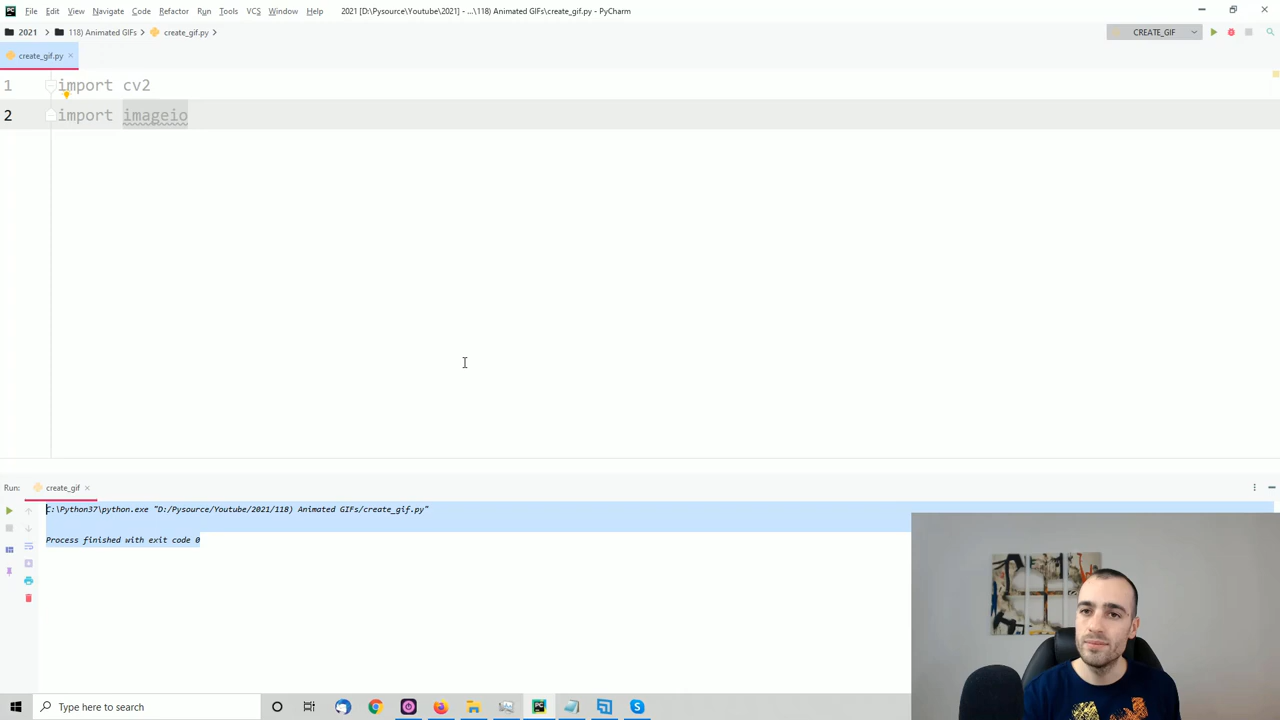 File Edit View Navigate Code Refactor Run Tools VCS Window Help 2021 [D:\Pysource\Youtube\2021] - ...\118) Animated GIFs\create_gif.py - PyCharm
2021 118) Animated GIFs create_gif.py CREATE_GIF
create_gif.py
1 import cv2
2 import imageio
Run: create_gif
C:\Python37\python.exe "D:/Pysource/Youtube/2021/118) Animated GIFs/create_gif.py"
Process finished with exit code 0
Type here to search